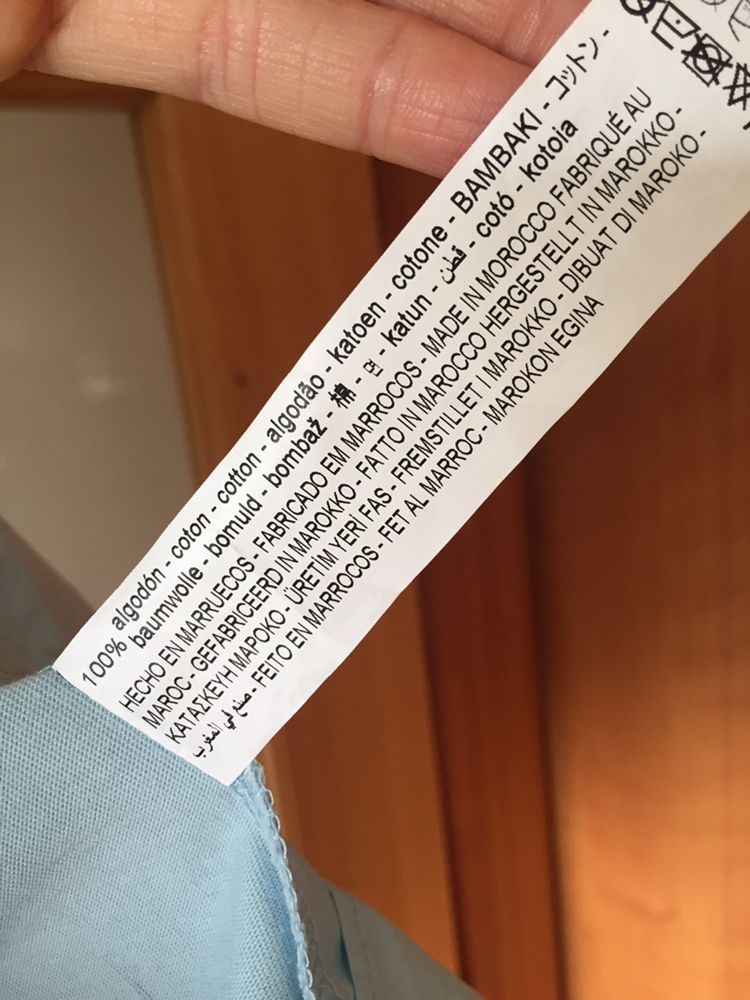 100% algodón - coton - cotton - algodão - katoen - cotone - BAMBAKI - コットン -
baumwolle - bomuld - bombaž - 棉 - 면 - katun - قطن - cotó - kotoia
HECHO EN MARRUECOS - FABRICADO EM MARROCOS - MADE IN MOROCCO FABRIQUÉ AU
MAROC - GEFABRICEERD IN MAROKKO - FATTO IN MAROCCO HERGESTELLT IN MAROKKO -
ΚΑΤΑΣΚΕΥΗ ΜΑΡΟΚΟ - ÜRETİM YERİ FAS - FREMSTILLET I MAROKKO - DIBUAT DI MAROKO -
صنع في المغرب - FEITO EN MARROCOS - FET AL MARROC - MAROKON EGINA